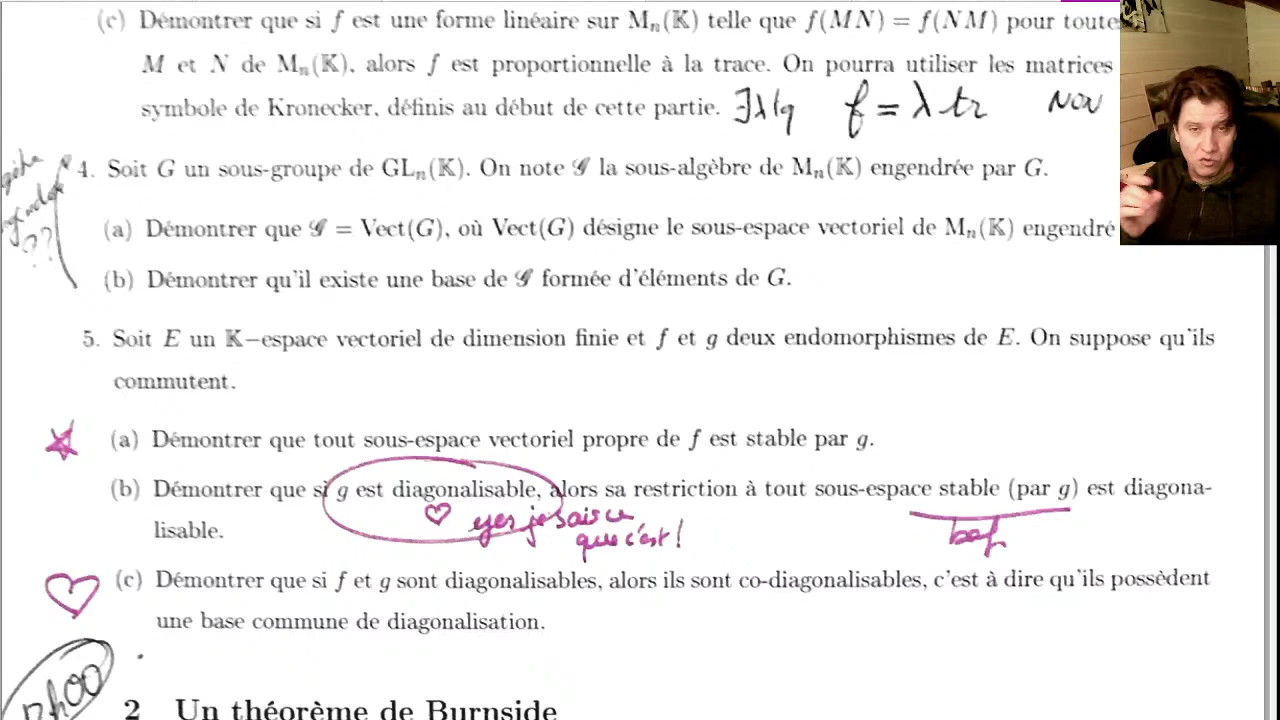 (c) Démontrer que si f est une forme linéaire sur Mₙ(𝕂) telle que f(MN) = f(NM) pour toute
M et N de Mₙ(𝕂), alors f est proportionnelle à la trace. On pourra utiliser les matrices
symbole de Kronecker, définis au début de cette partie. ∃λ/q f = λ tr NOV
4. Soit G un sous-groupe de GLₙ(𝕂). On note 𝒢 la sous-algèbre de Mₙ(𝕂) engendrée par G.
??
(a) Démontrer que 𝒢 = Vect(G), où Vect(G) désigne le sous-espace vectoriel de Mₙ(𝕂) engendré
(b) Démontrer qu'il existe une base de 𝒢 formée d'éléments de G.
5. Soit E un 𝕂−espace vectoriel de dimension finie et f et g deux endomorphismes de E. On suppose qu'ils
commutent.
(a) Démontrer que tout sous-espace vectoriel propre de f est stable par g.
(b) Démontrer que si g est diagonalisable, alors sa restriction à tout sous-espace stable (par g) est diagona-
lisable.
yes je sais ce
que c'est !
bof
(c) Démontrer que si f et g sont diagonalisables, alors ils sont co-diagonalisables, c'est à dire qu'ils possèdent
une base commune de diagonalisation.
2 Un théorème de Burnside